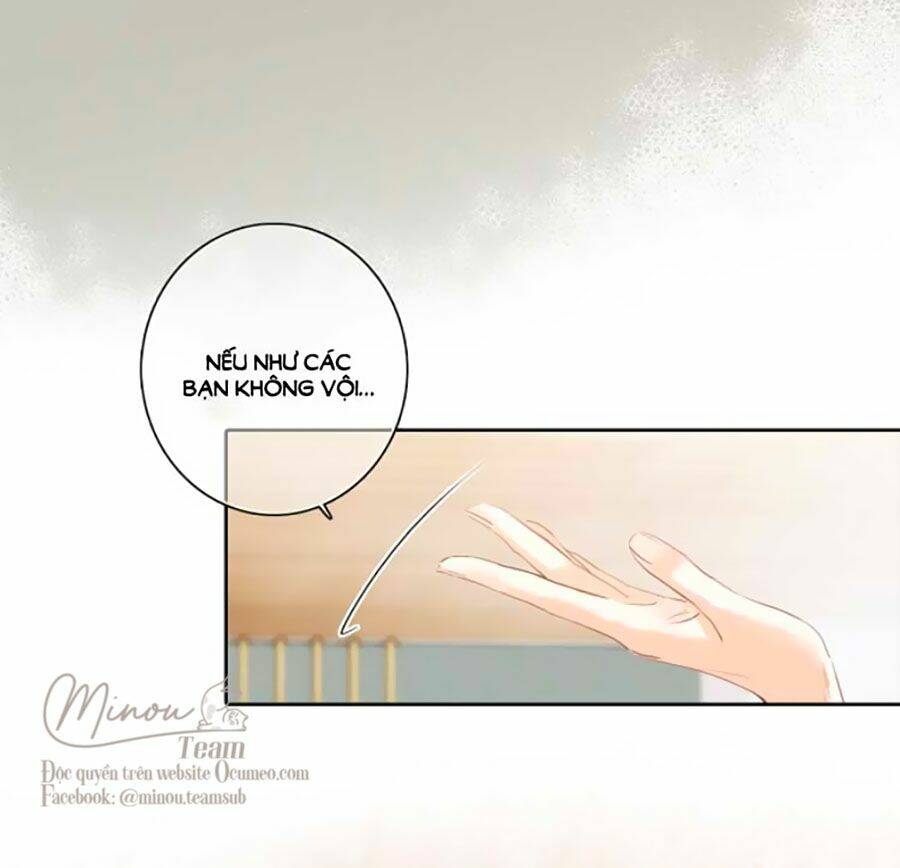 NẾU NHƯ CÁC
BẠN KHÔNG VỘI...
Minou
Team
Độc quyền trên website Ocumeo.com
Facebook: @minou.teamsub